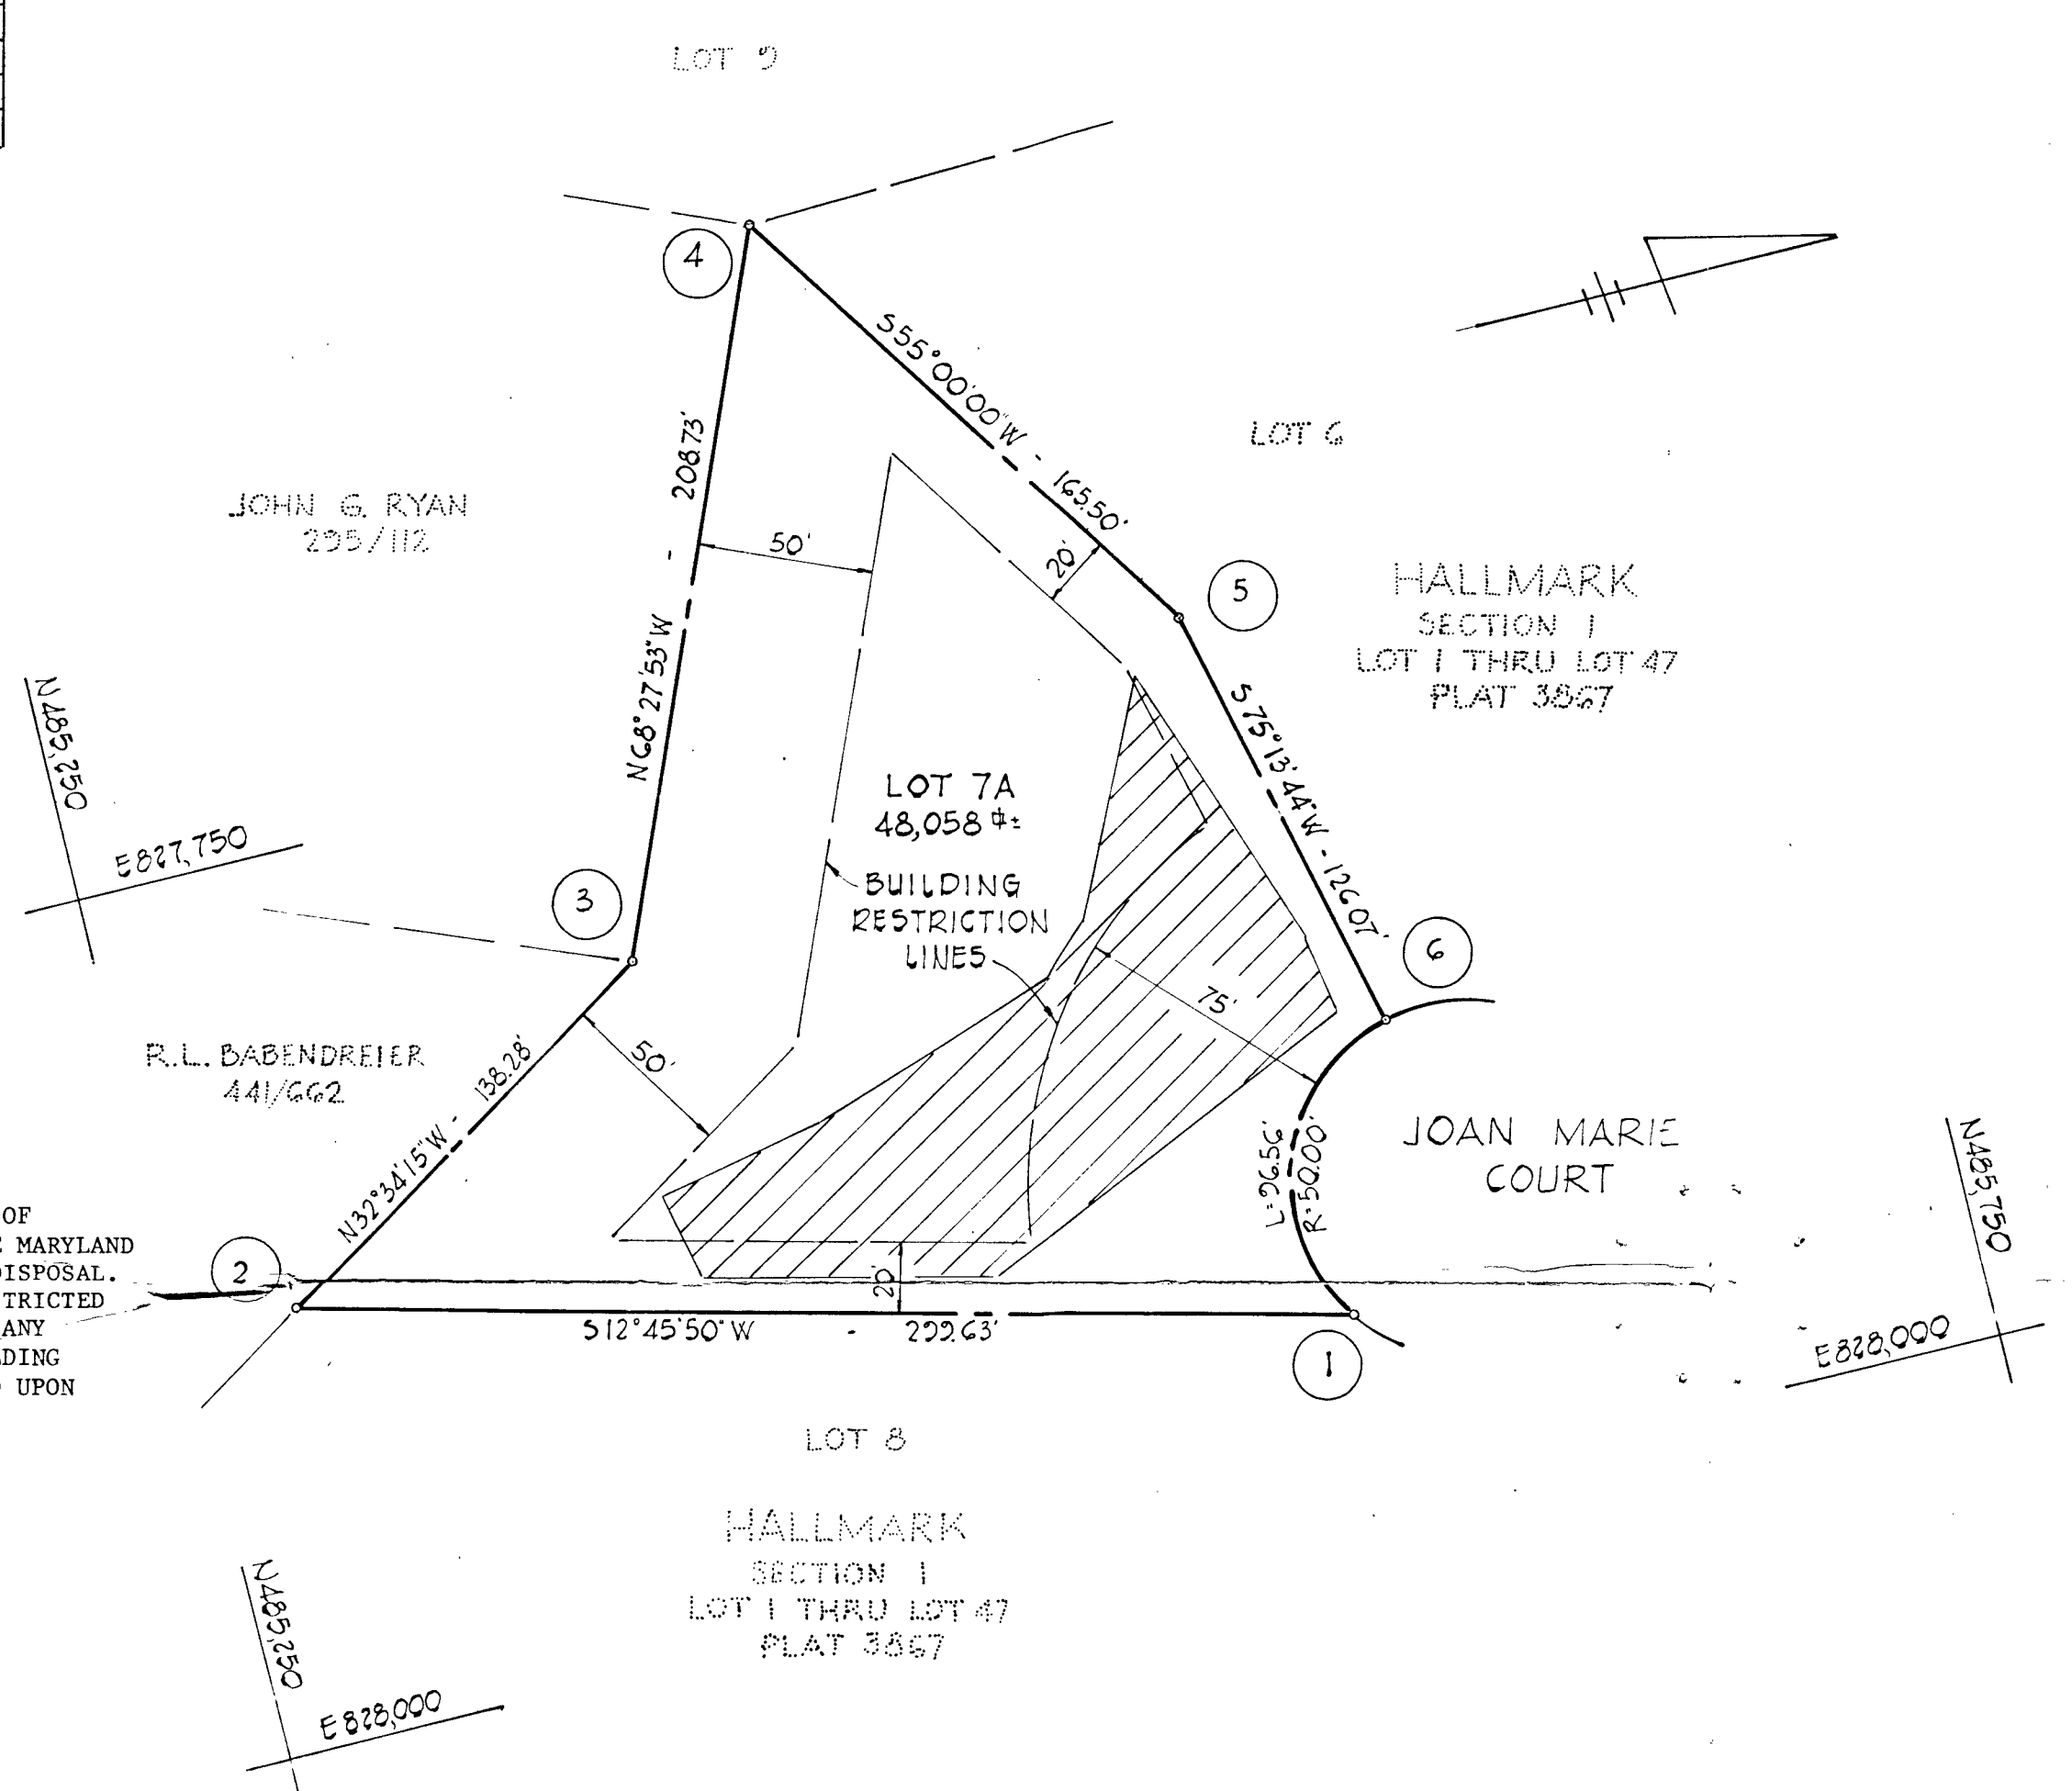 LOT 9
4
S55°00'00"W - 165.50'
LOT 6
JOHN G. RYAN
295/112
N68°27'53"W - 208.73'
50'
20'
5
HALLMARK
SECTION 1
LOT 1 THRU LOT 47
PLAT 3867
S75°13'44"W - 126.07'
N485,250
E827,750
LOT 7A
48,058 ±
BUILDING
RESTRICTION
LINES
3
6
75'
R.L. BABENDREIER
441/662
N32°34'15"W - 138.28'
50'
L=96.56'
R=50.00'
JOAN MARIE
COURT
N485,750
E828,000
OF
MARYLAND
DISPOSAL.
TRICTED
ANY
DING
UPON
2
20'
S12°45'50"W - 299.63'
1
LOT 8
HALLMARK
SECTION 1
LOT 1 THRU LOT 47
PLAT 3867
N485,250
E828,000